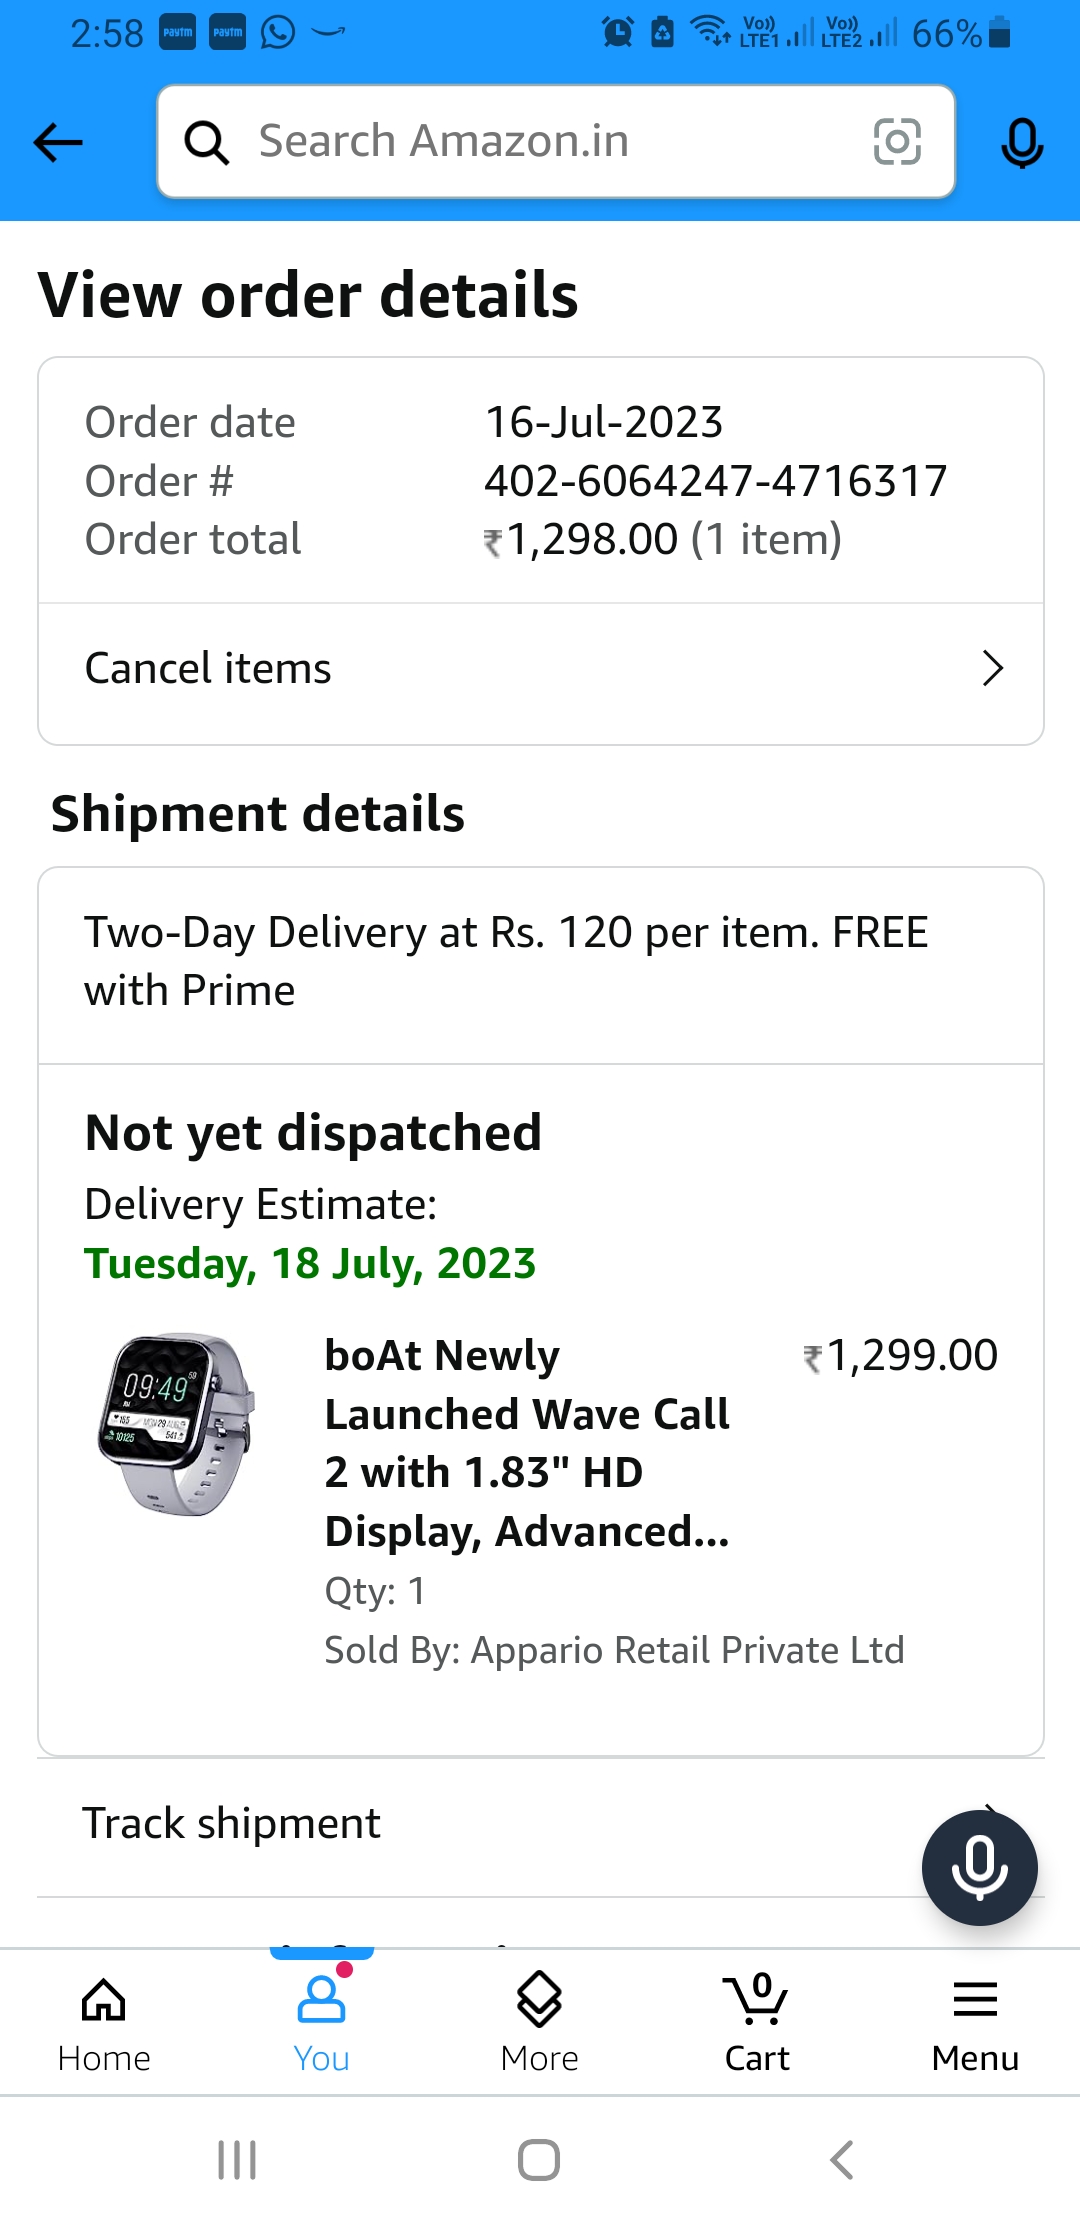 2:58 Paytm Paytm Vo)) LTE1 Vo)) LTE2 66%
Search Amazon.in
View order details
Order date 16-Jul-2023
Order # 402-6064247-4716317
Order total ₹1,298.00 (1 item)
Cancel items
Shipment details
Two-Day Delivery at Rs. 120 per item. FREE
with Prime
Not yet dispatched
Delivery Estimate:
Tuesday, 18 July, 2023
09:49
boAt Newly ₹1,299.00
Launched Wave Call
2 with 1.83" HD
Display, Advanced...
Qty: 1
Sold By: Appario Retail Private Ltd
Track shipment
0
Home You More Cart Menu